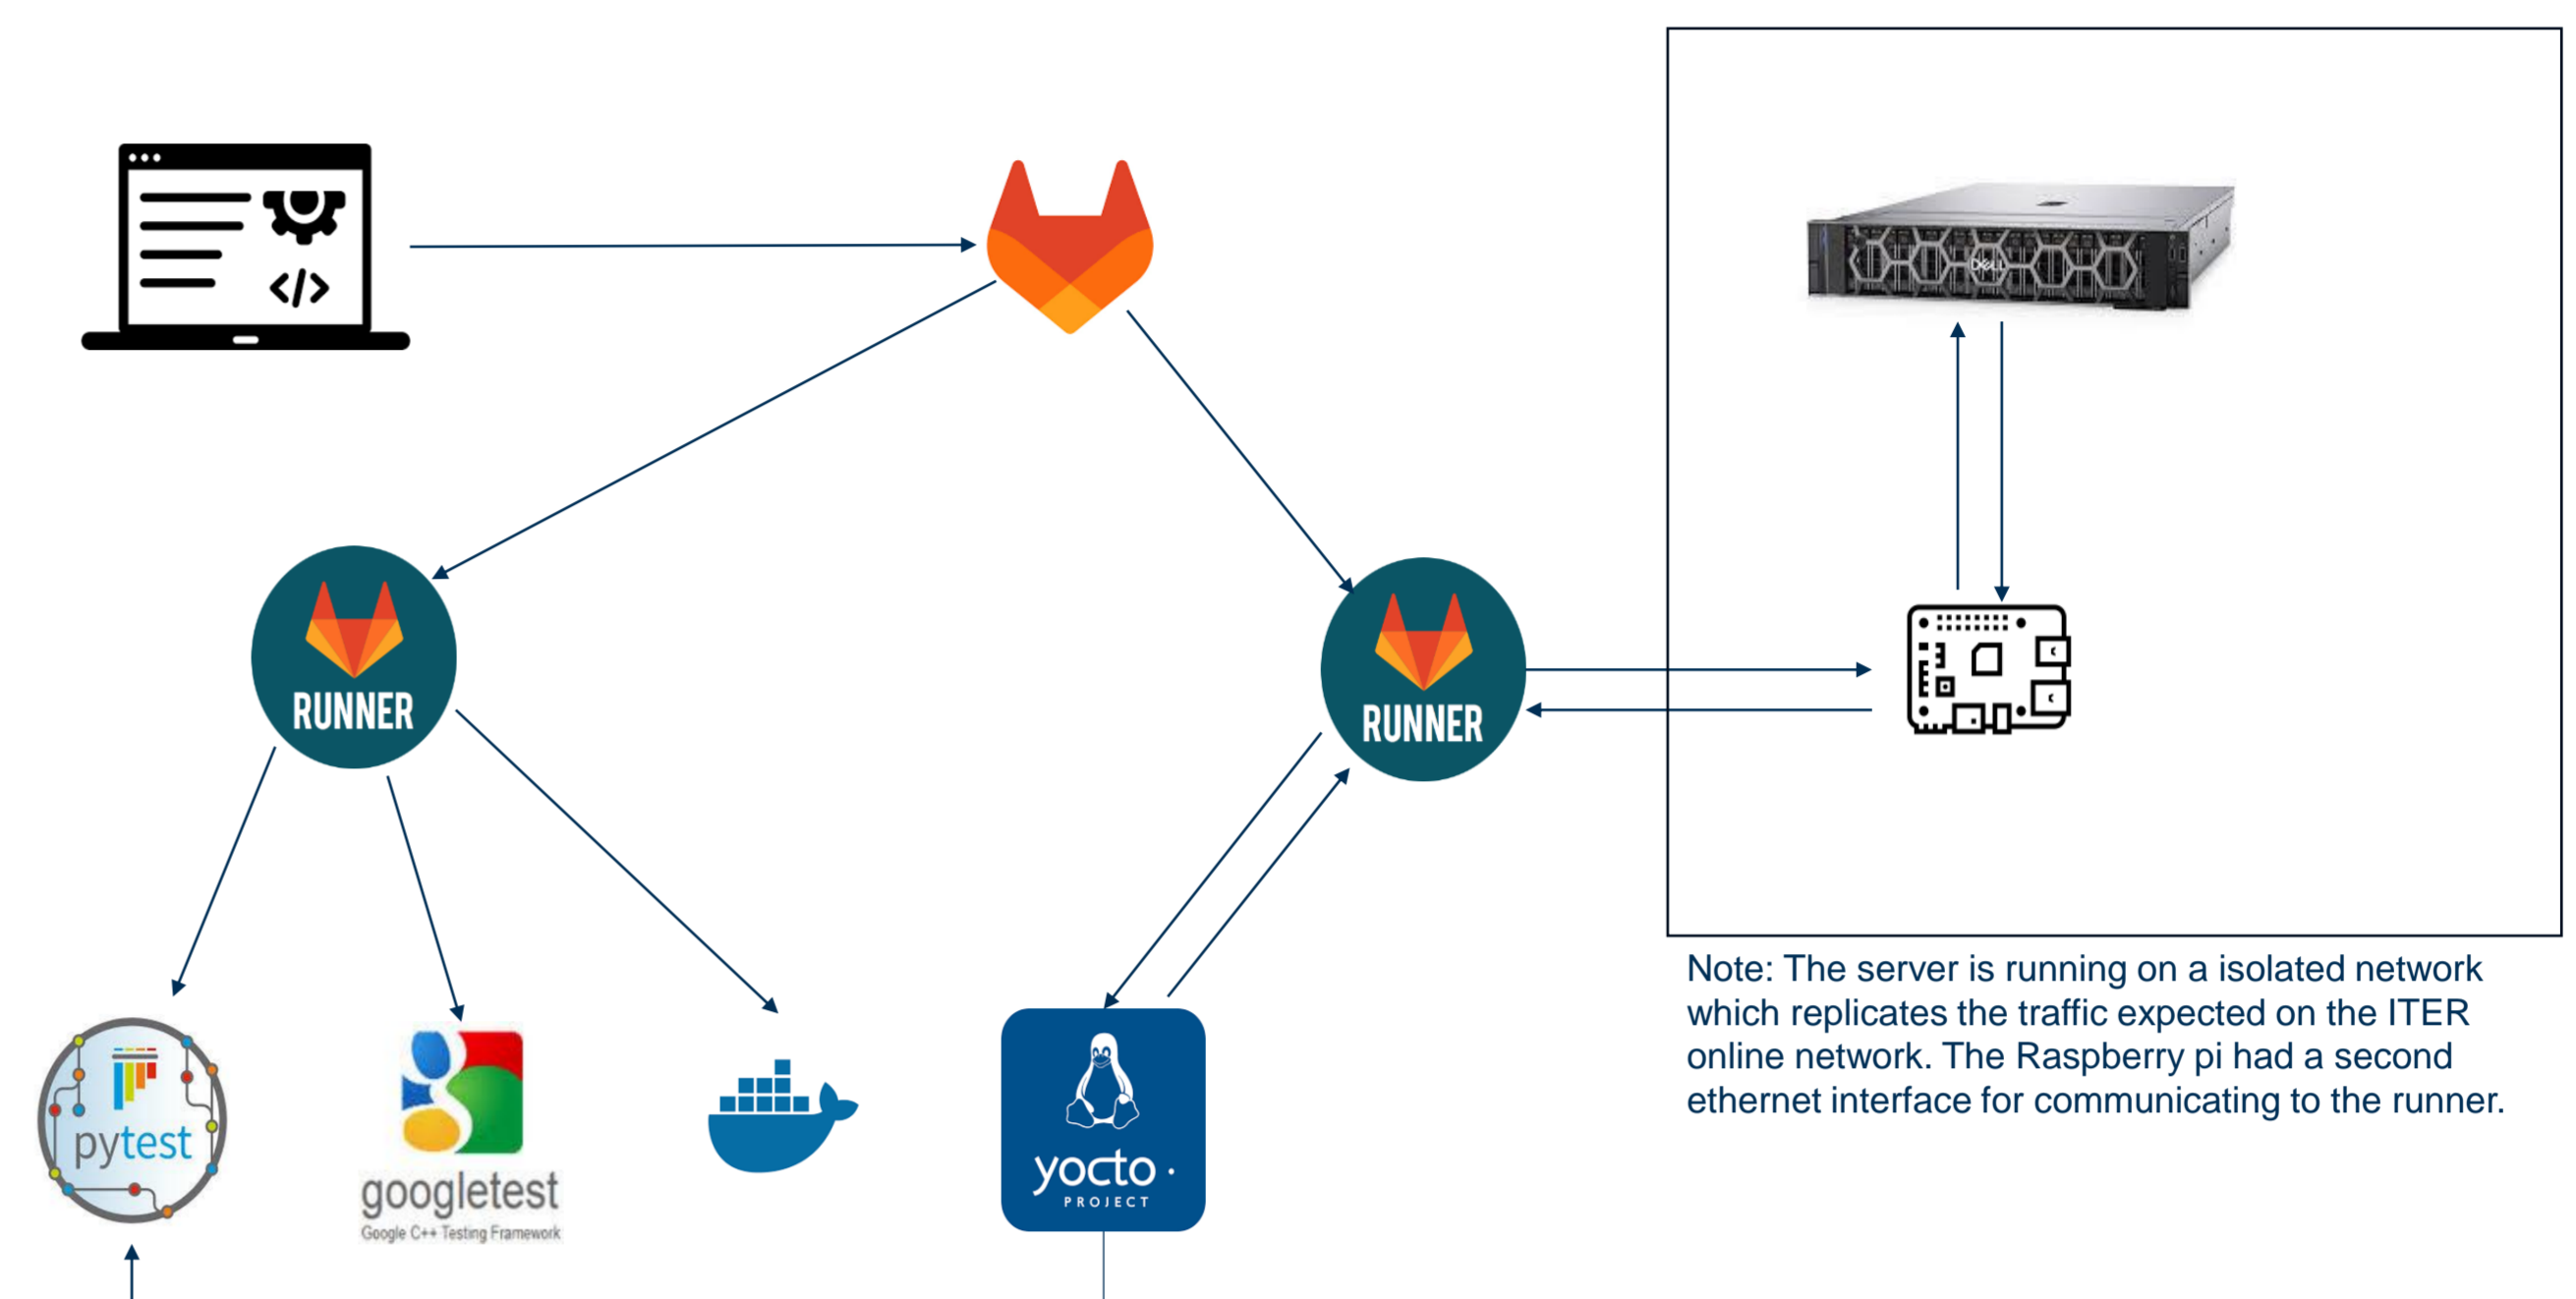 </>
DELL
RUNNER
RUNNER
Note: The server is running on a isolated network
which replicates the traffic expected on the ITER
online network. The Raspberry pi had a second
ethernet interface for communicating to the runner.
pytest
googletest
Google C++ Testing Framework
yocto
PROJECT